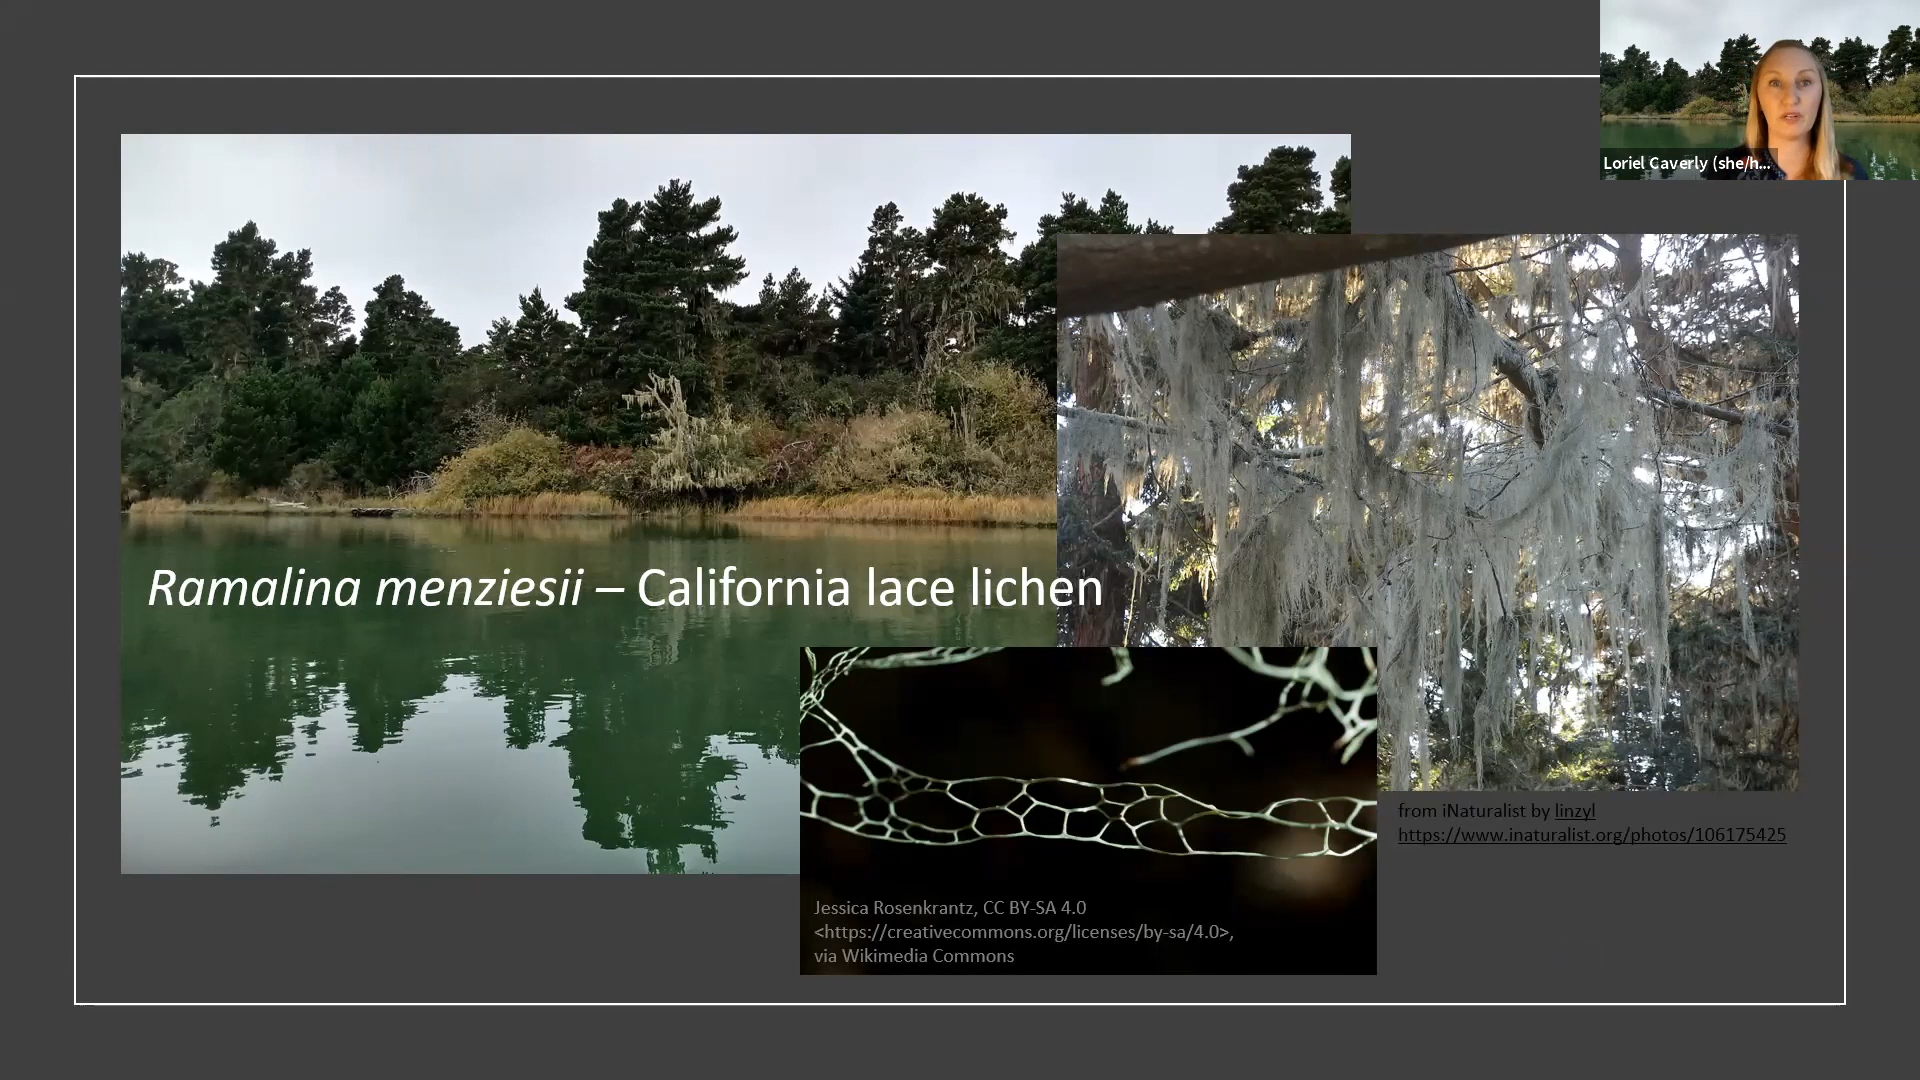 Loriel Caverly (she/h...
Ramalina menziesii – California lace lichen
from iNaturalist by linzyl
https://www.inaturalist.org/photos/106175425
Jessica Rosenkrantz, CC BY-SA 4.0
<https://creativecommons.org/licenses/by-sa/4.0>,
via Wikimedia Commons